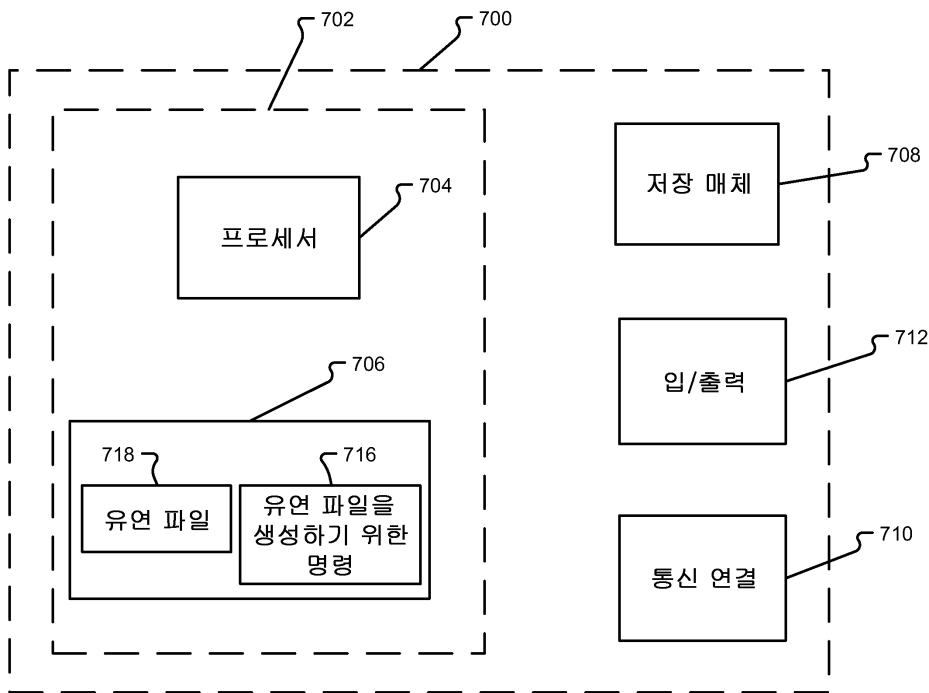 702
700
704
프로세서
708
저장 매체
712
입/출력
706
718
유연 파일
716
유연 파일을
생성하기 위한
명령
710
통신 연결